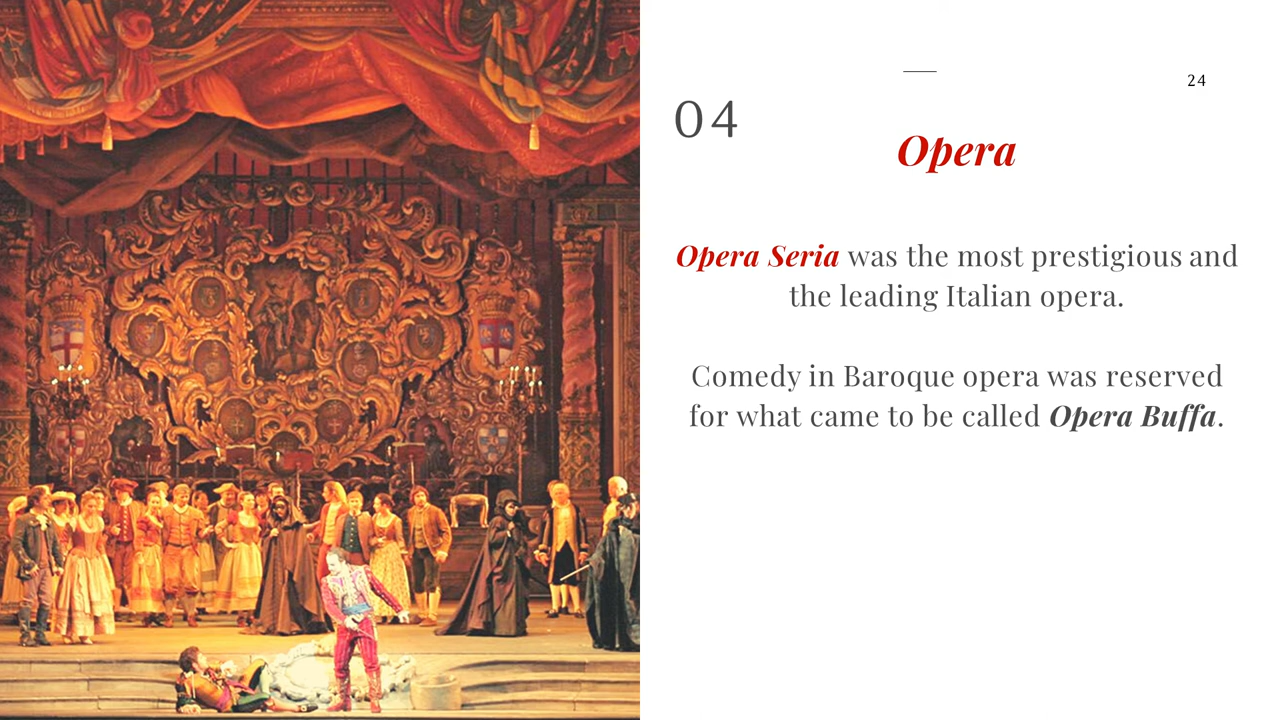 24
04
Opera
Opera Seria was the most prestigious and
the leading Italian opera.
Comedy in Baroque opera was reserved
for what came to be called Opera Buffa.